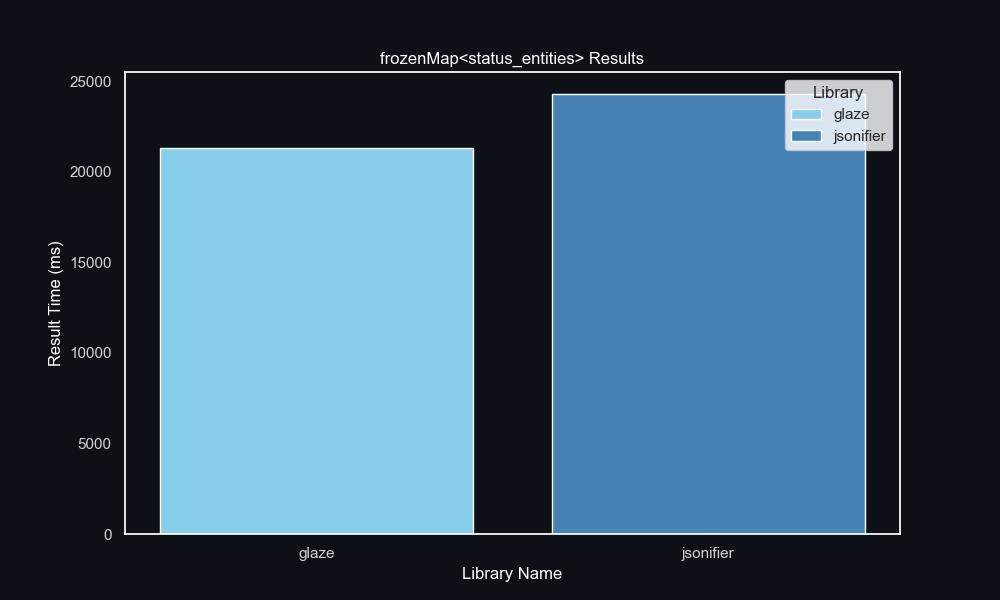 frozenMap<status_entities> Results
25000
20000
15000
10000
5000
0
Result Time (ms)
Library
glaze
jsonifier
glaze
jsonifier
Library Name